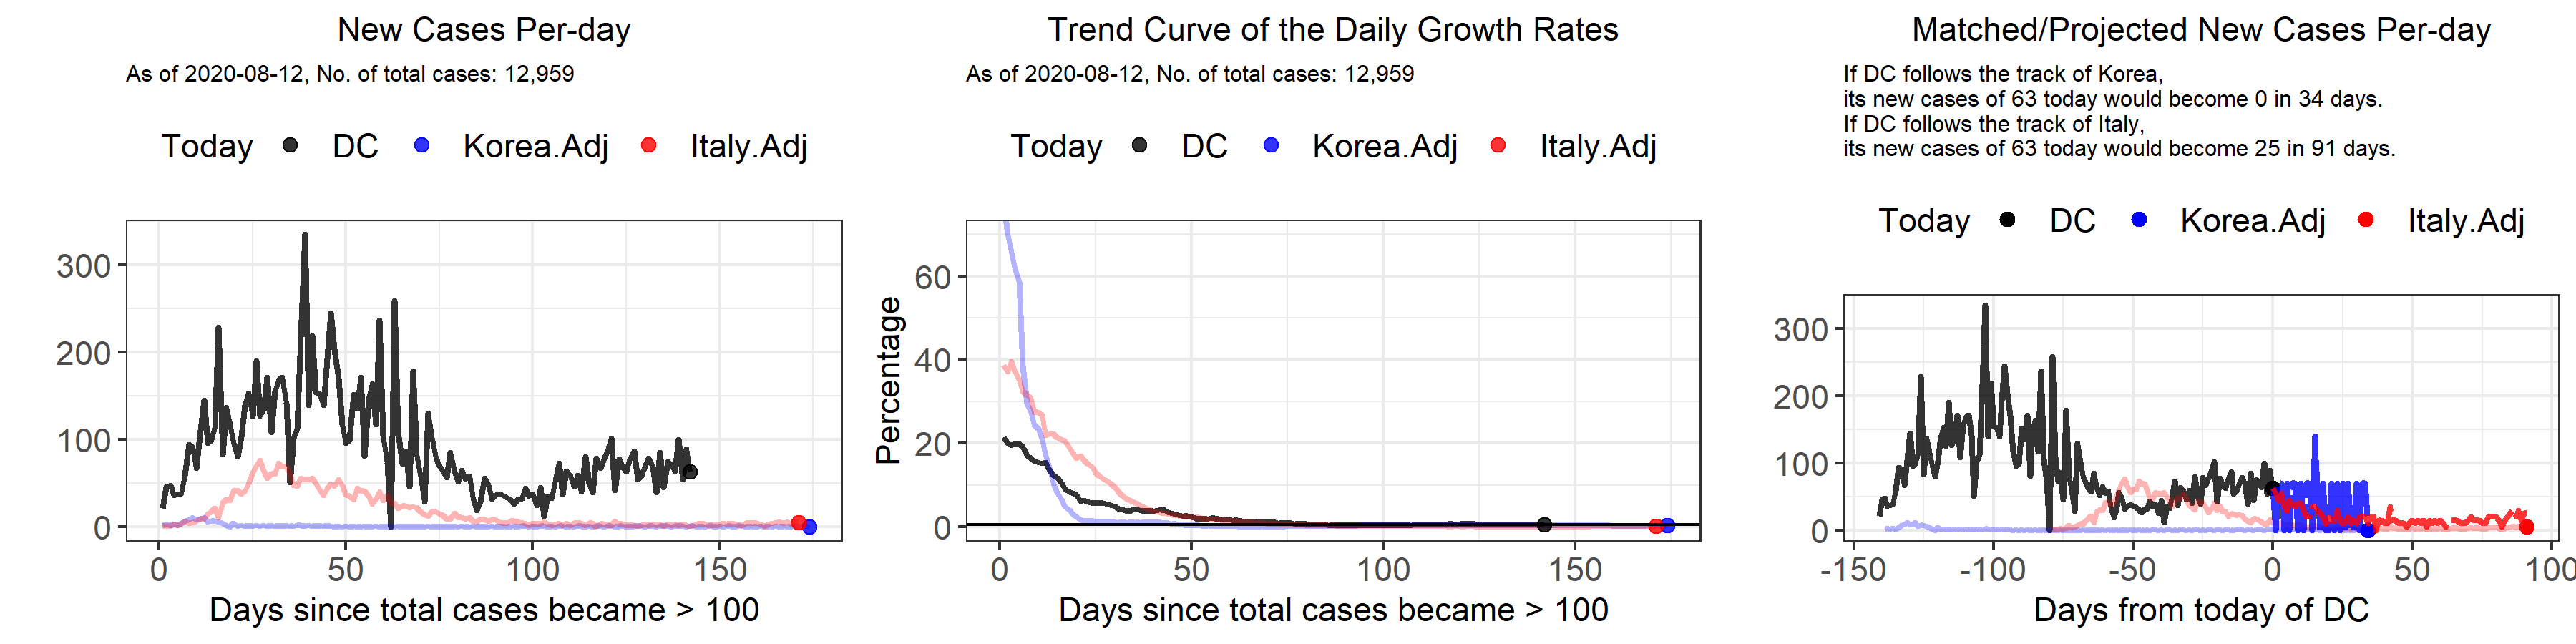 New Cases Per-day
As of 2020-08-12, No. of total cases: 12,959
Today DC Korea.Adj Italy.Adj
300
200
100
0
0 50 100 150
Days since total cases became > 100
Trend Curve of the Daily Growth Rates
As of 2020-08-12, No. of total cases: 12,959
Today DC Korea.Adj Italy.Adj
Percentage
60
40
20
0
0 50 100 150
Days since total cases became > 100
Matched/Projected New Cases Per-day
If DC follows the track of Korea,
its new cases of 63 today would become 0 in 34 days.
If DC follows the track of Italy,
its new cases of 63 today would become 25 in 91 days.
Today DC Korea.Adj Italy.Adj
300
200
100
0
-150 -100 -50 0 50 100
Days from today of DC